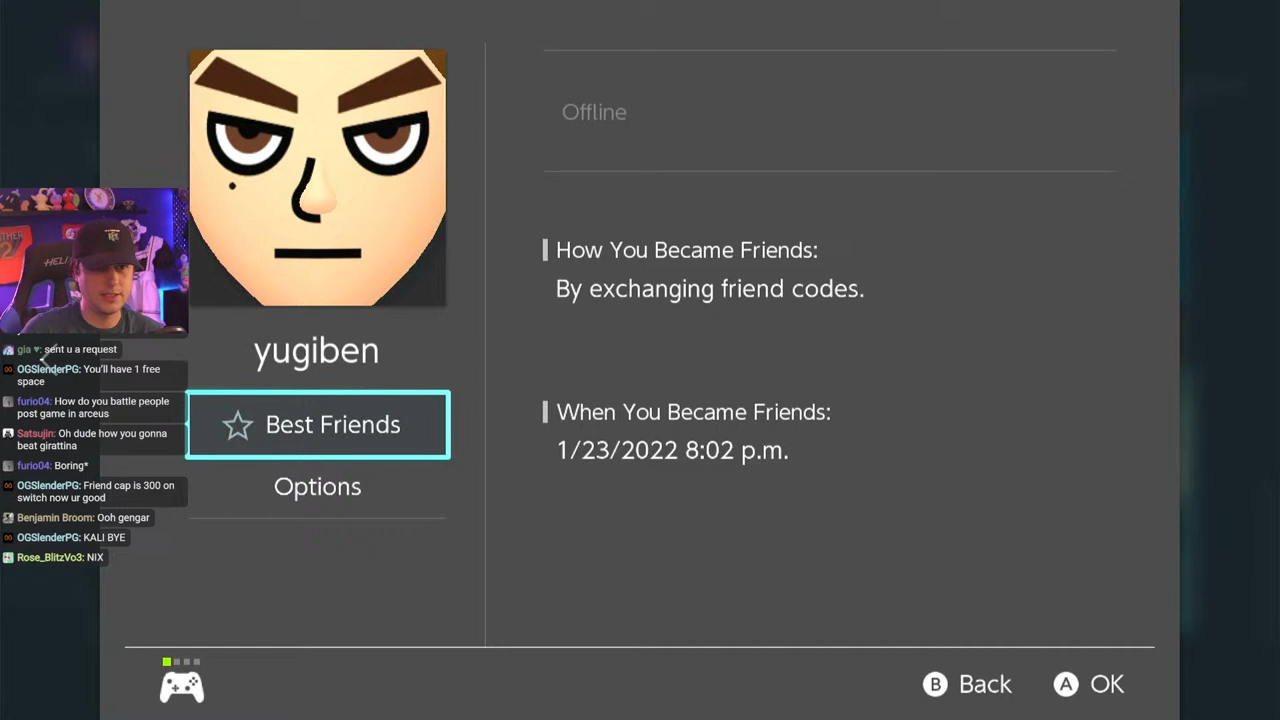 Offline
How You Became Friends:
By exchanging friend codes.
yugiben
Best Friends
Options
When You Became Friends:
1/23/2022 8:02 p.m.
gia ♥: sent u a request
OGSlenderPG: You'll have 1 free
space
furio04: How do you battle people
post game in arceus
Satsujin: Oh dude how you gonna
beat girattina
furio04: Boring*
OGSlenderPG: Friend cap is 300 on
switch now ur good
Benjamin Broom: Ooh gengar
OGSlenderPG: KALI BYE
Rose_BlitzVo3: NIX
B Back
A OK